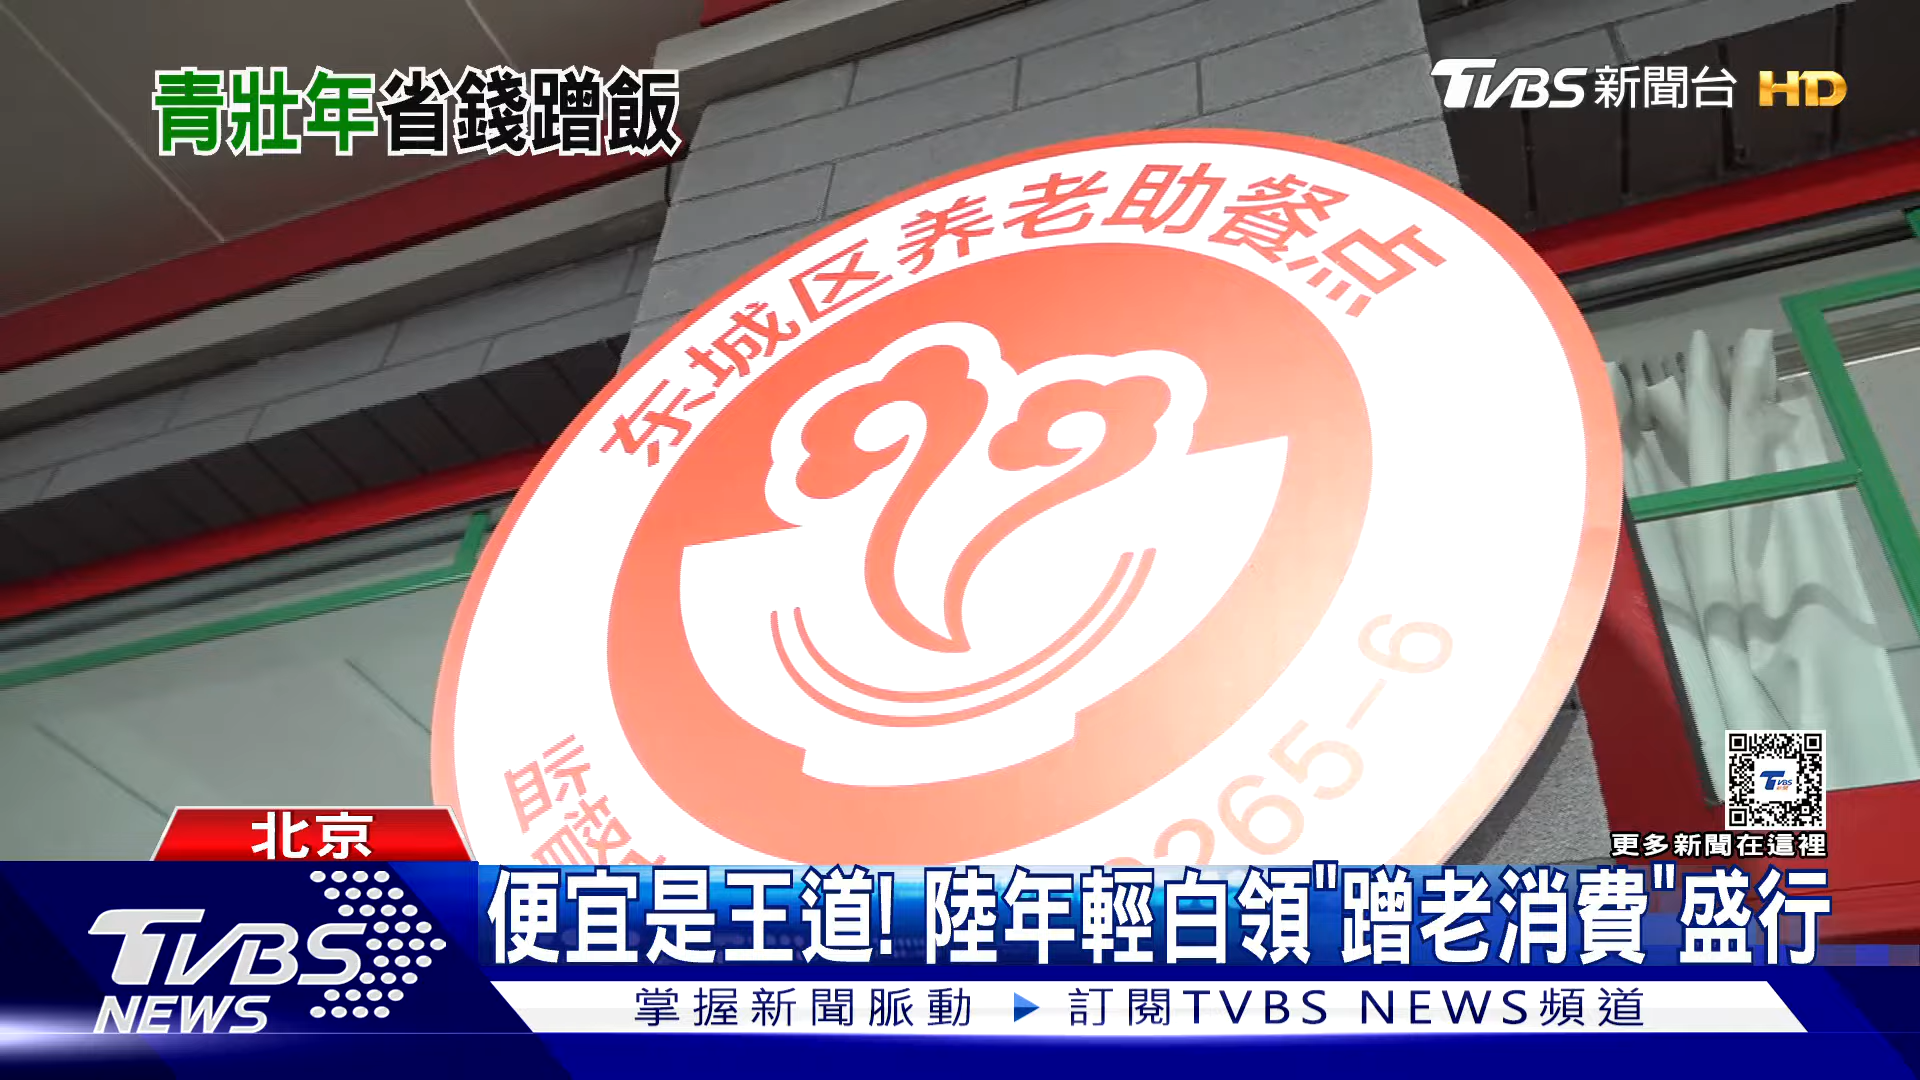 青壯年省錢蹭飯
TVBS新聞台 HD
东城区养老助餐点
265-6
TVBS
更多新聞在這裡
北京
便宜是王道! 陸年輕白領"蹭老消費"盛行
TVBS
NEWS
掌握新聞脈動 ▶ 訂閱TVBS NEWS頻道